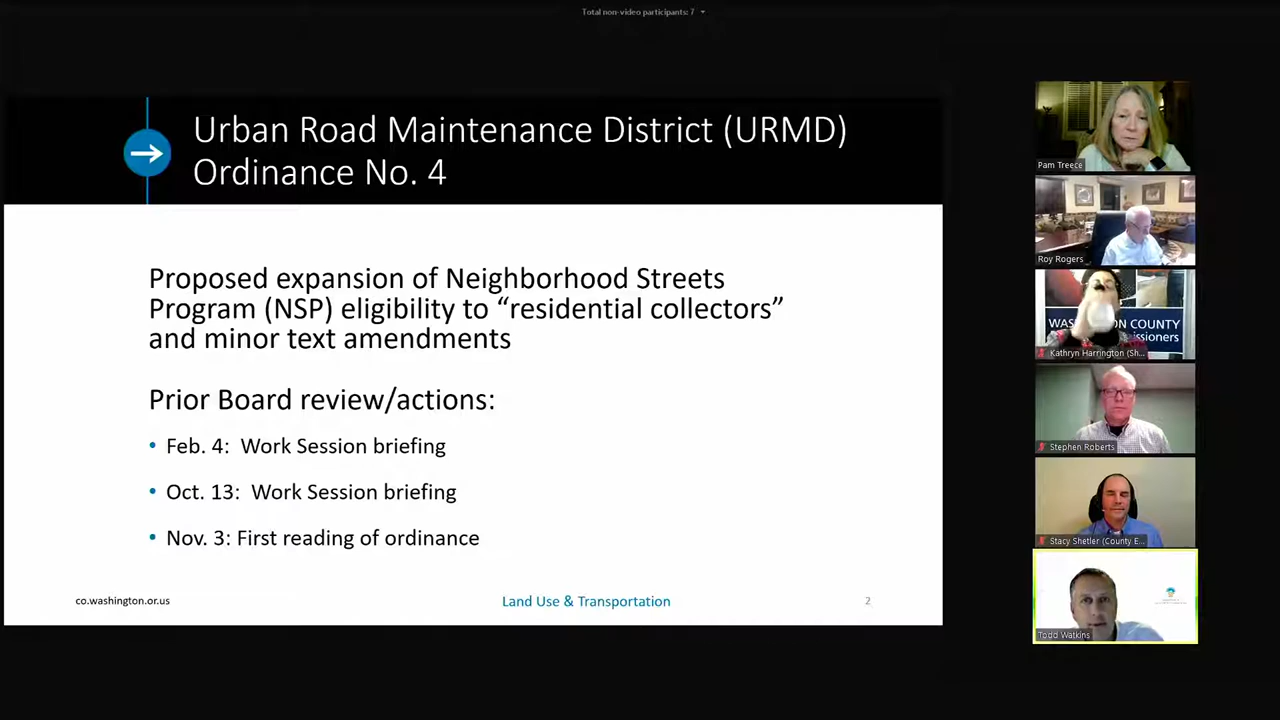 Total non-video participants: 7
Urban Road Maintenance District (URMD)
Ordinance No. 4
Proposed expansion of Neighborhood Streets
Program (NSP) eligibility to “residential collectors”
and minor text amendments
Prior Board review/actions:
• Feb. 4: Work Session briefing
• Oct. 13: Work Session briefing
• Nov. 3: First reading of ordinance
co.washington.or.us
Land Use & Transportation
2
Pam Treece
Roy Rogers
WAS ON COUNTY
issioners
Kathryn Harrington (Sh...
Stephen Roberts
Stacy Shetler (County E...
Todd Watkins